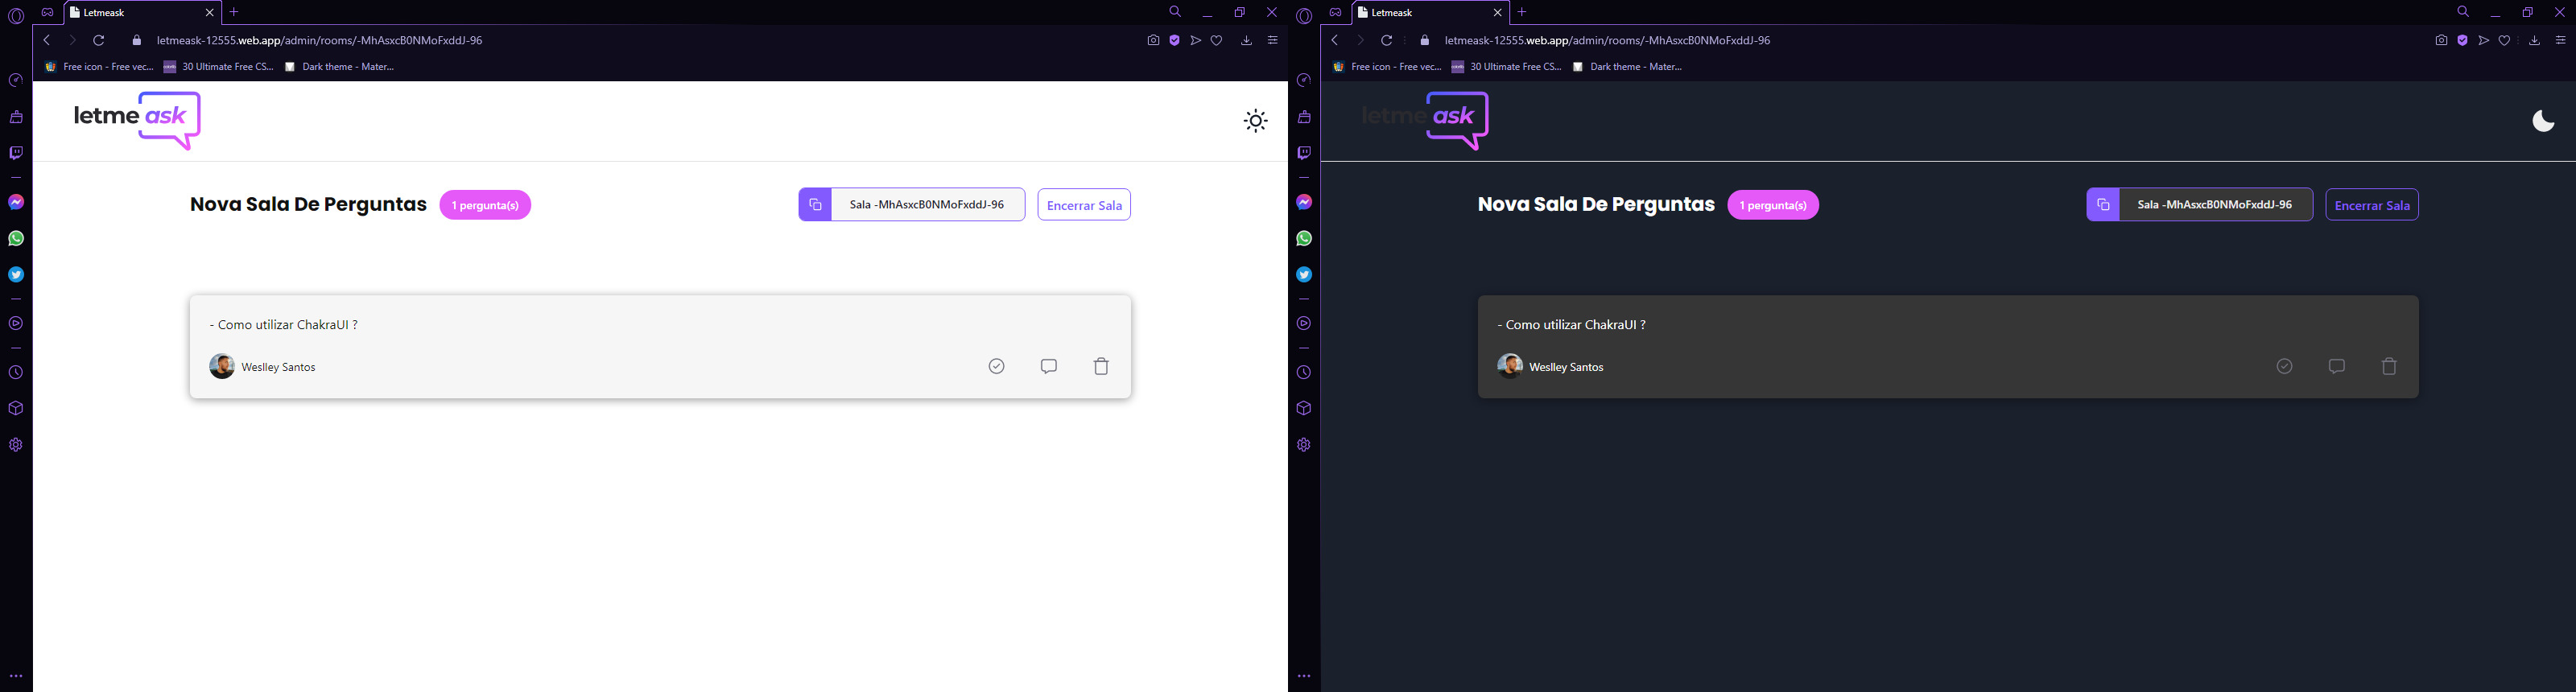 Letmeask
letmeask-12555.web.app/admin/rooms/-MhAsxcB0NMoFxddJ-96
Free icon - Free vec... 30 Ultimate Free CS... Dark theme - Mater...
letme ask
Nova Sala De Perguntas 1 pergunta(s) Sala -MhAsxcB0NMoFxddJ-96 Encerrar Sala
- Como utilizar ChakraUI ?
Weslley Santos
Letmeask
letmeask-12555.web.app/admin/rooms/-MhAsxcB0NMoFxddJ-96
Free icon - Free vec... 30 Ultimate Free CS... Dark theme - Mater...
letme ask
Nova Sala De Perguntas 1 pergunta(s) Sala -MhAsxcB0NMoFxddJ-96 Encerrar Sala
- Como utilizar ChakraUI ?
Weslley Santos